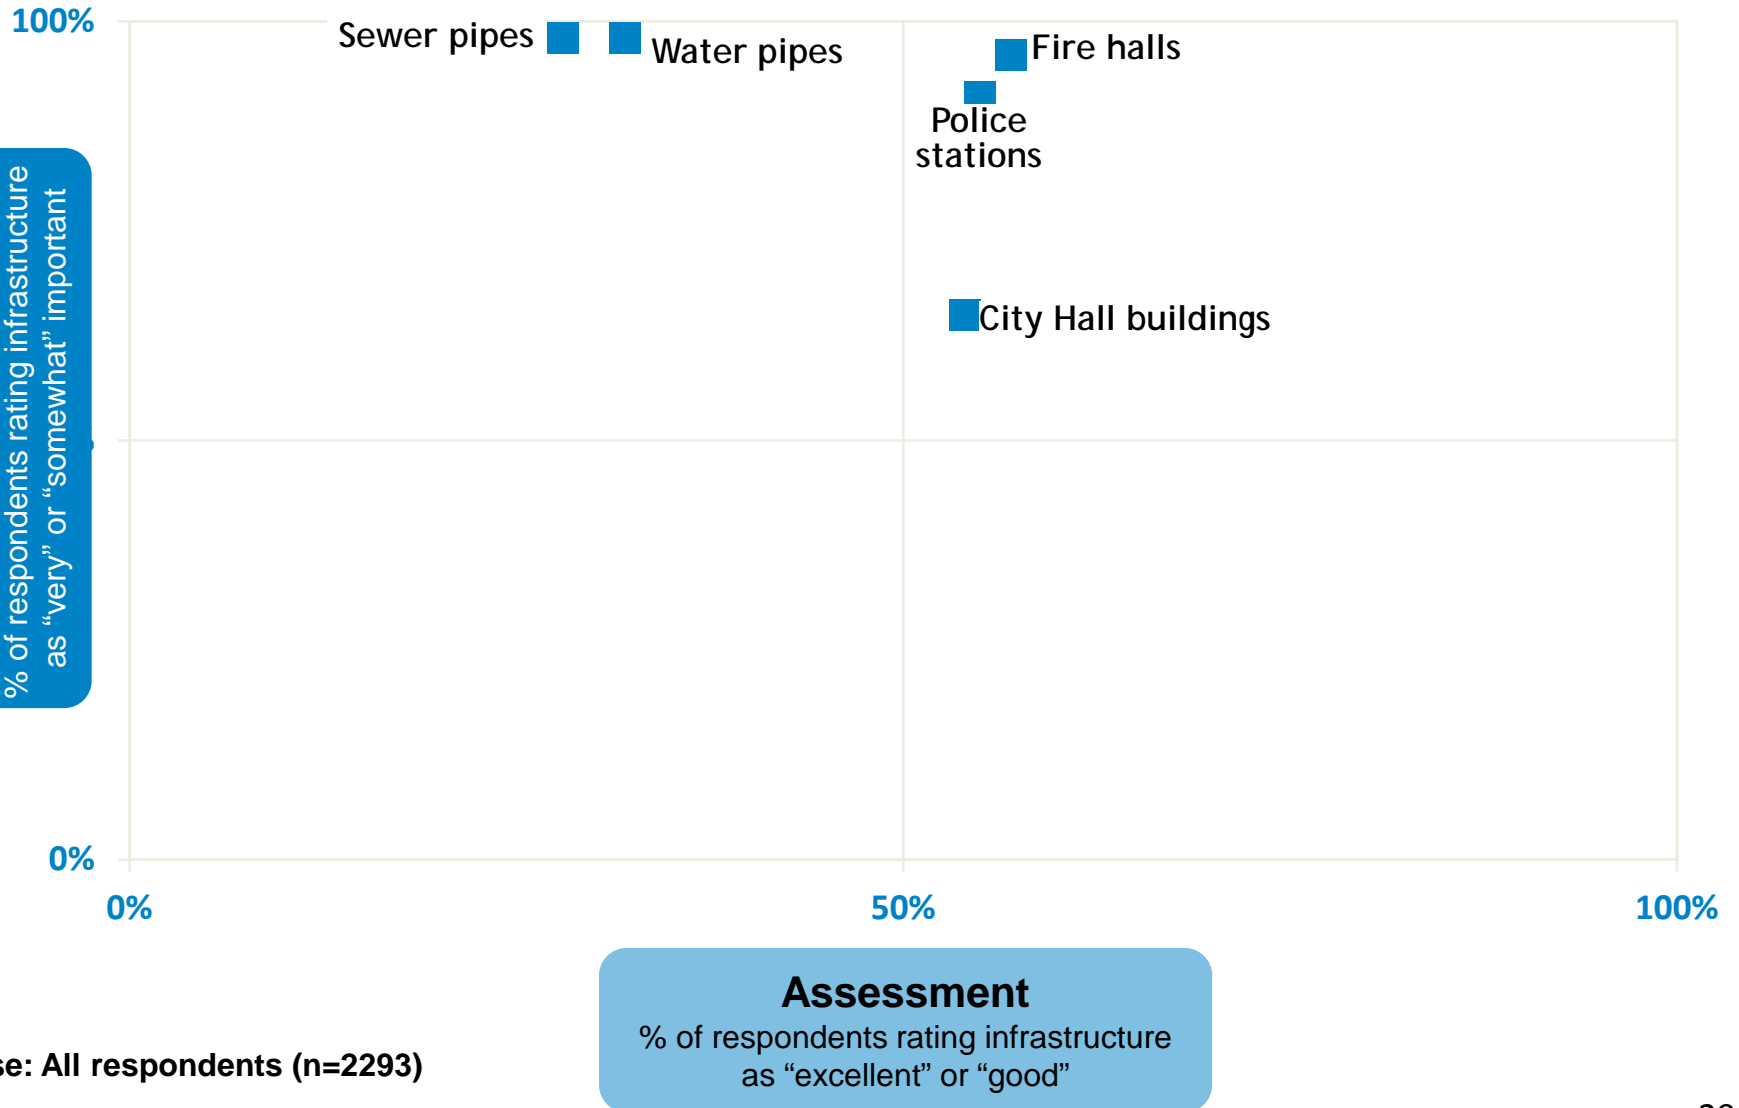 100%
Sewer pipes
Water pipes
Fire halls
Police
stations
% of respondents rating infrastructure
as “very” or “somewhat” important
City Hall buildings
0%
0%
50%
100%
Assessment
% of respondents rating infrastructure
as “excellent” or “good”
All respondents (n=2293)